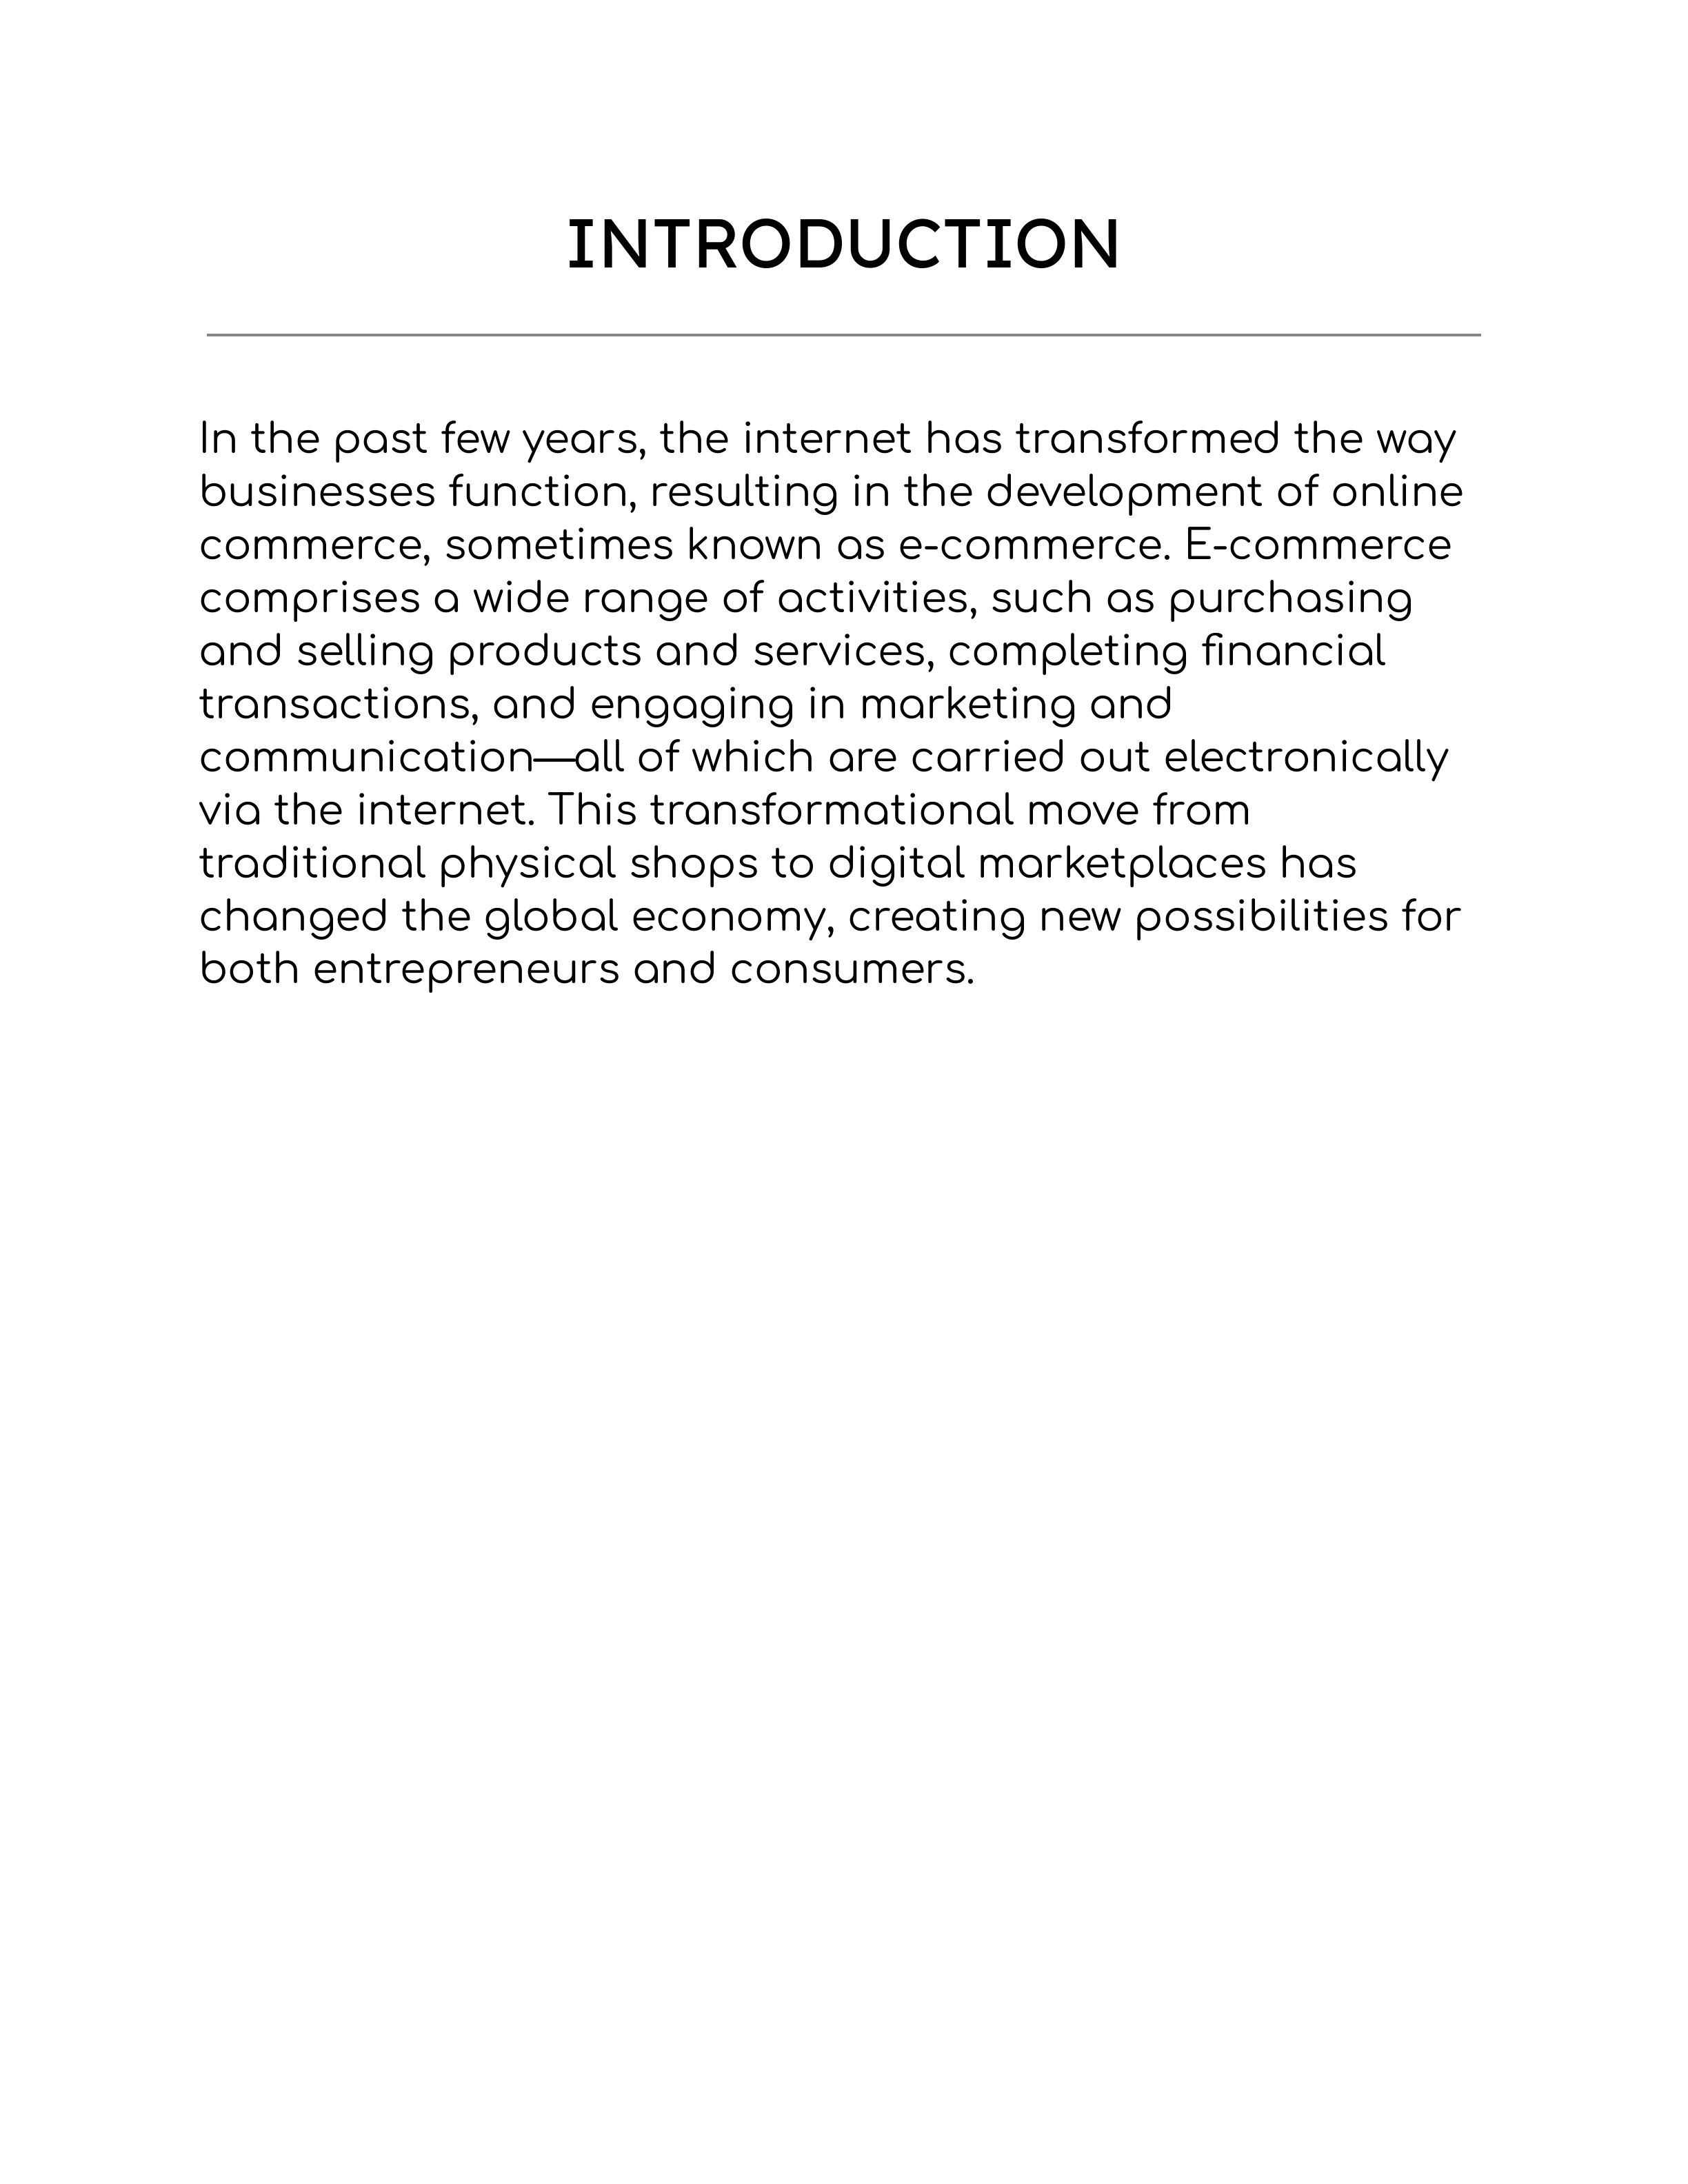 INTRODUCTION
In the past few years, the internet has transformed the way
businesses function, resulting in the development of online
commerce, sometimes known as e-commerce. E-commerce
comprises a wide range of activities, such as purchasing
and selling products and services, completing financial
transactions, and engaging in marketing and
communication—all of which are carried out electronically
via the internet. This transformational move from
traditional physical shops to digital marketplaces has
changed the global economy, creating new possibilities for
both entrepreneurs and consumers.